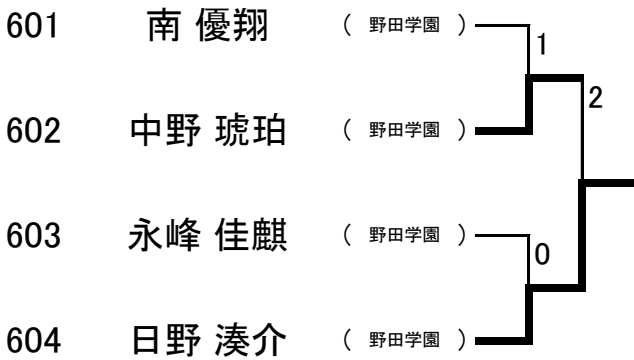 601 南 優翔 （ 野田学園 ）
1
602 中野 琥珀 （ 野田学園 ）
2
603 永峰 佳麒 （ 野田学園 ）
0
604 日野 湊介 （ 野田学園 ）